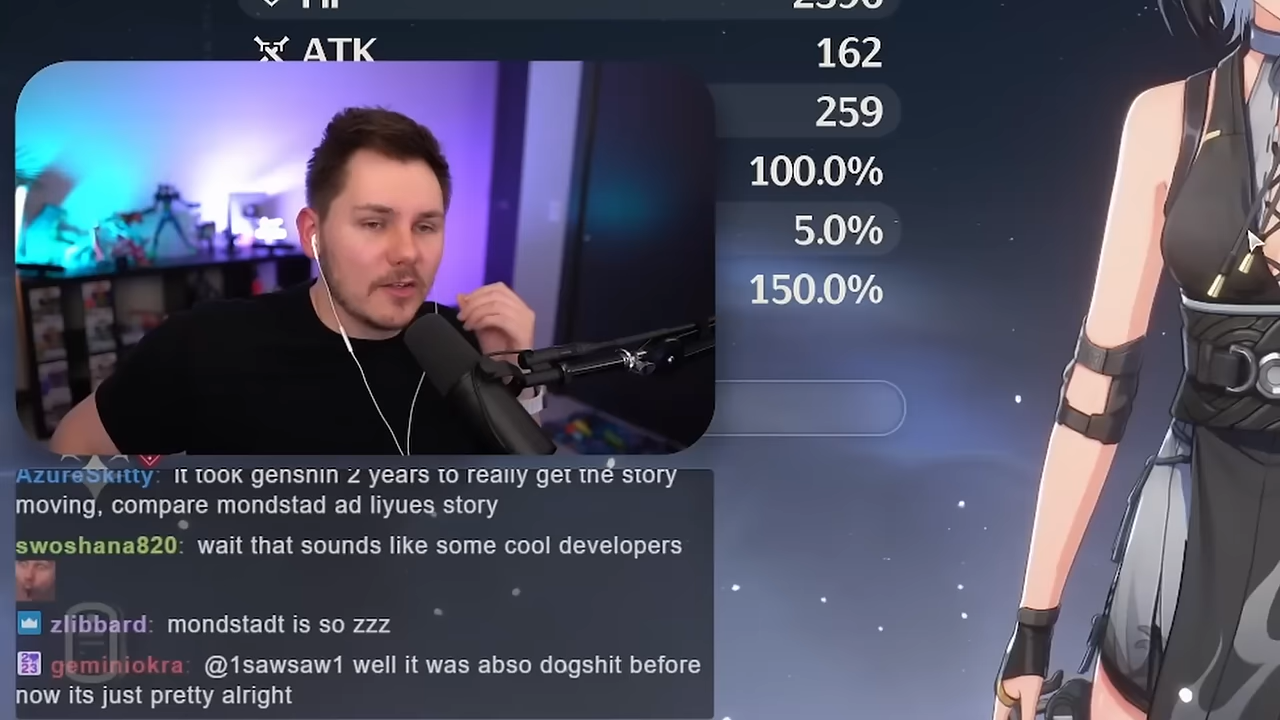 ATK
162
259
100.0%
5.0%
150.0%
AzureSkitty: It took genshin 2 years to really get the story
moving, compare mondstad ad liyues story
swoshana820: wait that sounds like some cool developers
zlibbard: mondstadt is so zzz
geminiokra: @1sawsaw1 well it was abso dogshit before
now its just pretty alright